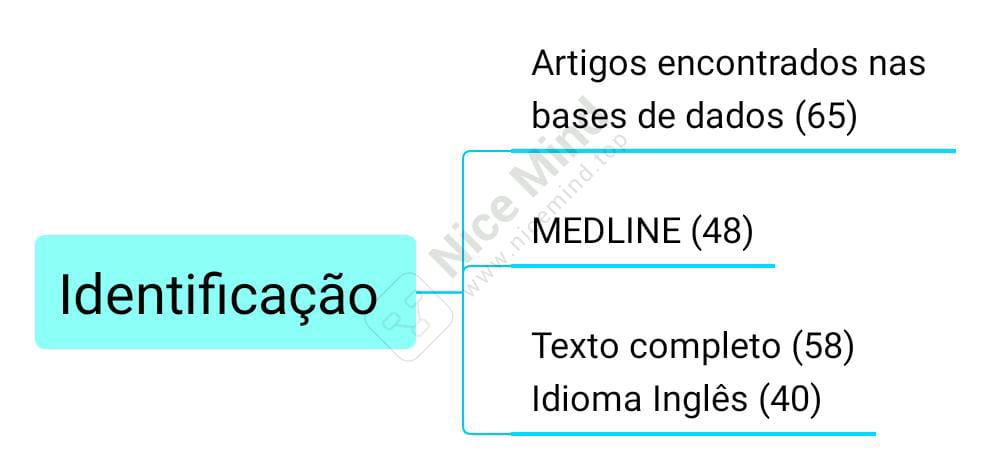 Artigos encontrados nas
bases de dados (65)
MEDLINE (48)
Identificação
Texto completo (58)
Idioma Inglês (40)
Nice Mind
www.nicemind.top